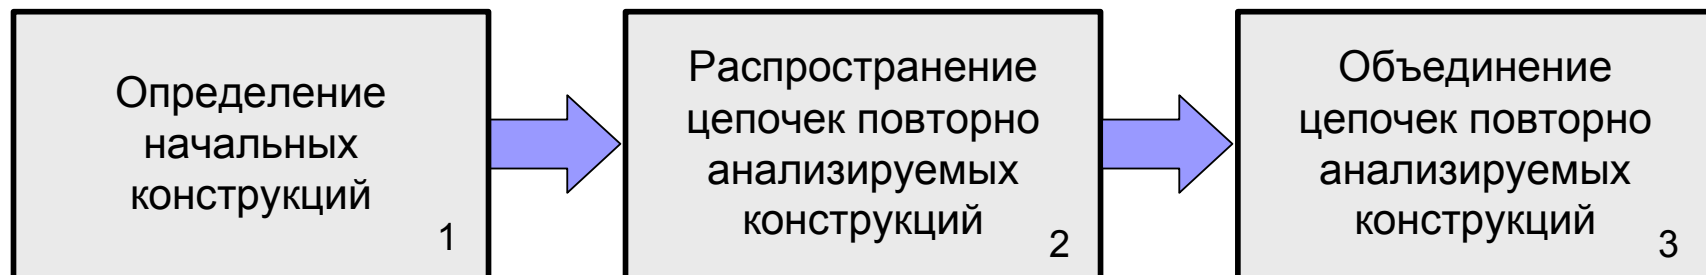 Определение
начальных
конструкций
1
Распространение
цепочек повторно
анализируемых
конструкций
2
Объединение
цепочек повторно
анализируемых
конструкций
3